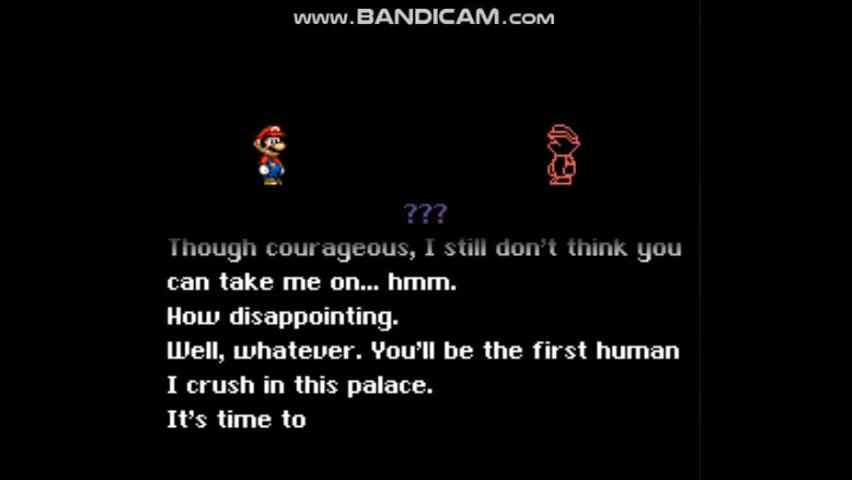 www.BANDICAM.com
???
Though courageous, I still don't think you
can take me on... hmm.
How disappointing.
Well, whatever. You'll be the first human
I crush in this palace.
It's time to